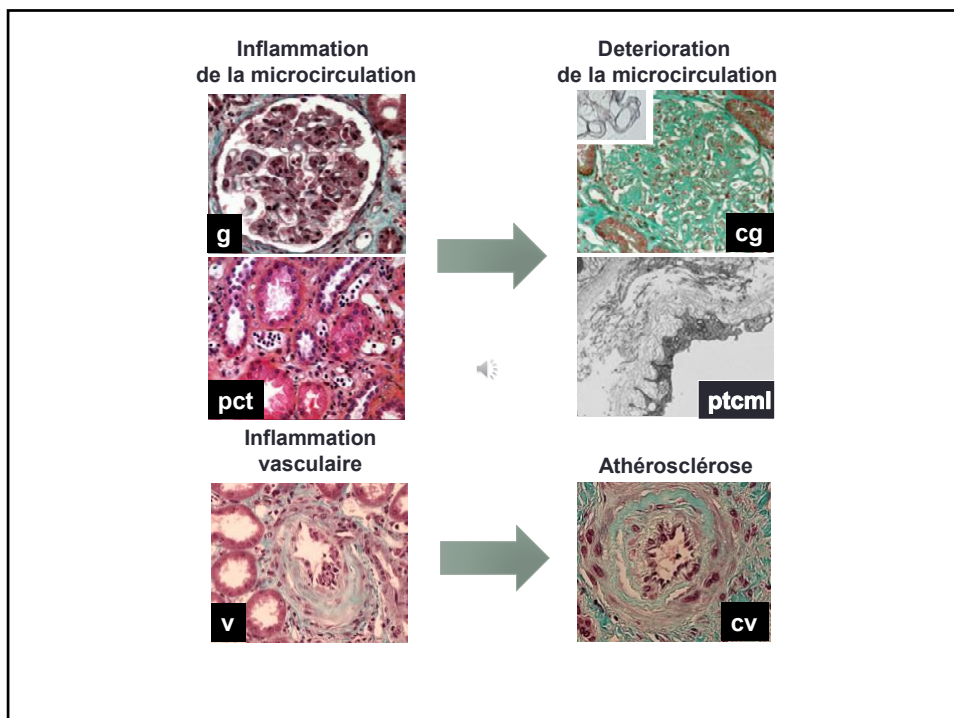 Inflammation
de la microcirculation
Deterioration
de la microcirculation
g
cg
pct
ptcml
Inflammation
vasculaire
Athérosclérose
v
cv